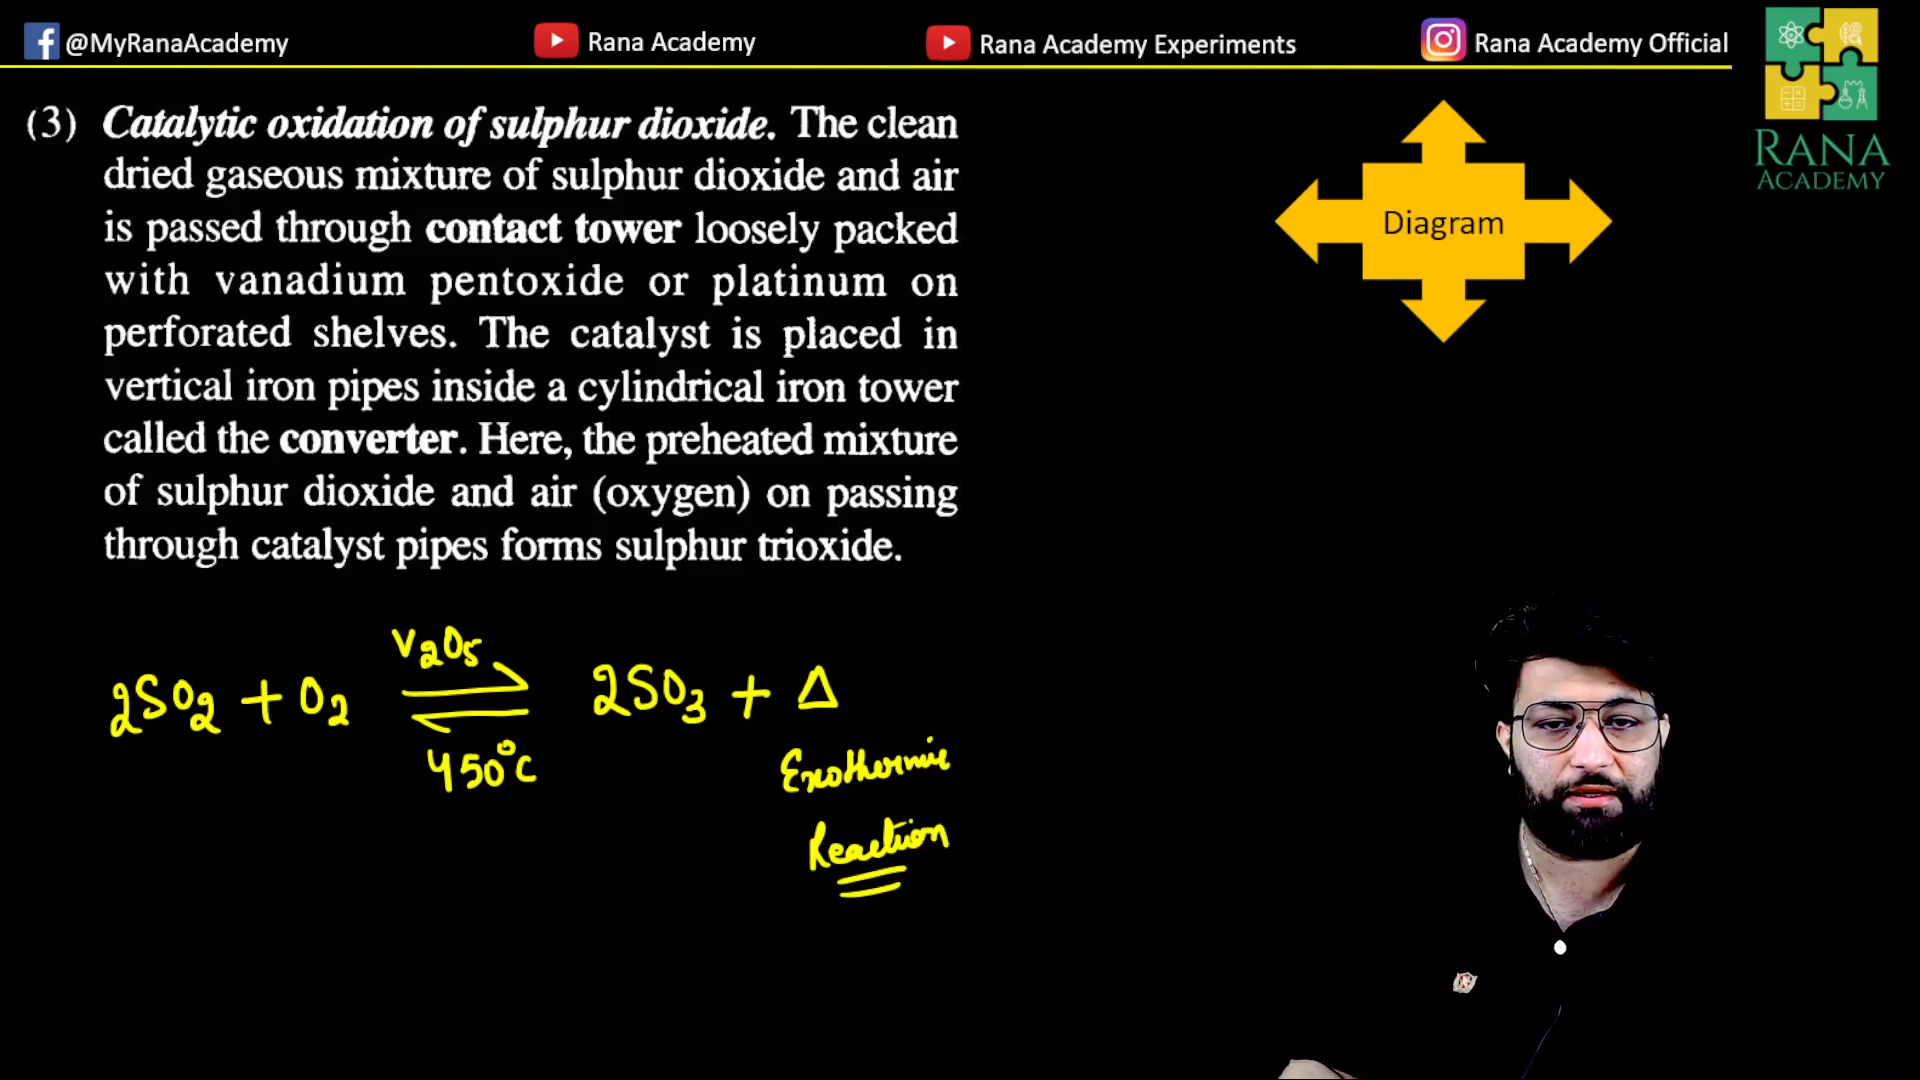 @MyRanaAcademy
Rana Academy
Rana Academy Experiments
Rana Academy Official
RANA
ACADEMY
(3) Catalytic oxidation of sulphur dioxide. The clean
dried gaseous mixture of sulphur dioxide and air
is passed through contact tower loosely packed
with vanadium pentoxide or platinum on
perforated shelves. The catalyst is placed in
vertical iron pipes inside a cylindrical iron tower
called the converter. Here, the preheated mixture
of sulphur dioxide and air (oxygen) on passing
through catalyst pipes forms sulphur trioxide.
Diagram
V₂O₅
2SO₂ + O₂ ⇌ 2SO₃ + Δ
450°C
Exothermic
Reaction